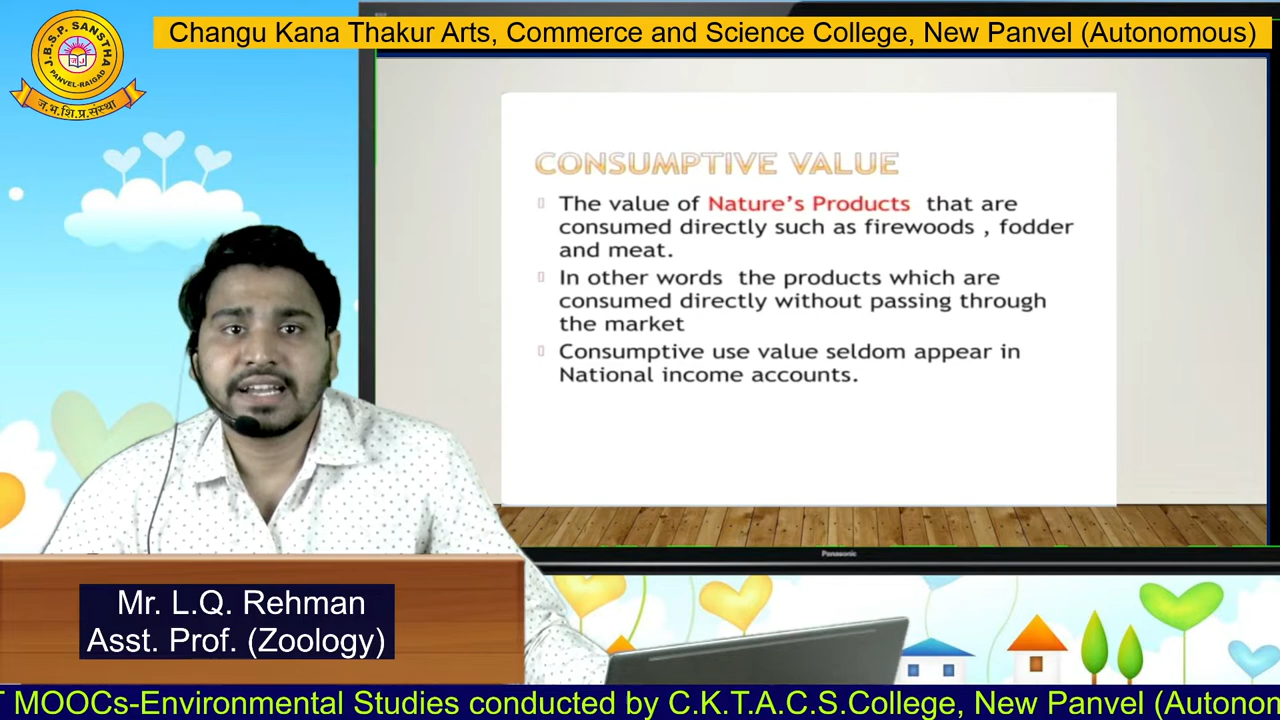 J.B.S.P. SANSTHA
PANVEL-RAIGAD
ज.भ.शि.प्र.संस्था
Changu Kana Thakur Arts, Commerce and Science College, New Panvel (Autonomous)
CONSUMPTIVE VALUE
The value of Nature's Products that are
consumed directly such as firewoods , fodder
and meat.
In other words the products which are
consumed directly without passing through
the market
Consumptive use value seldom appear in
National income accounts.
Panasonic
Mr. L.Q. Rehman
Asst. Prof. (Zoology)
T MOOCs-Environmental Studies conducted by C.K.T.A.C.S.College, New Panvel (Autonon